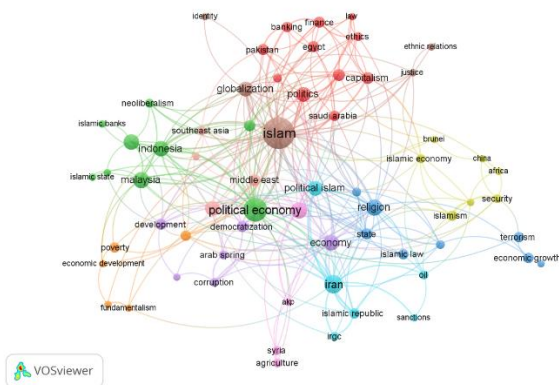 identity
law
banking
finance
ethics
pakistan
egypt
ethnic relations
capitalism
justice
globalization
politics
neoliberalism
saudi arabia
islamic banks
southeast asia
islam
indonesia
brunei
islamic economy
china
africa
islamic state
malaysia
middle east
political islam
security
political economy
religion
islamism
development
democratization
state
terrorism
poverty
economy
arab spring
islamic law
economic growth
economic development
oil
corruption
iran
akp
fundamentalism
islamic republic
sanctions
irgc
syria
agriculture
VOSviewer